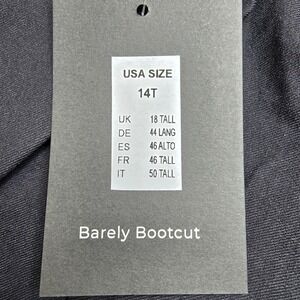 USA SIZE
14T
UK 18 TALL
DE 44 LANG
ES 46 ALTO
FR 46 TALL
IT 50 TALL
Barely Bootcut